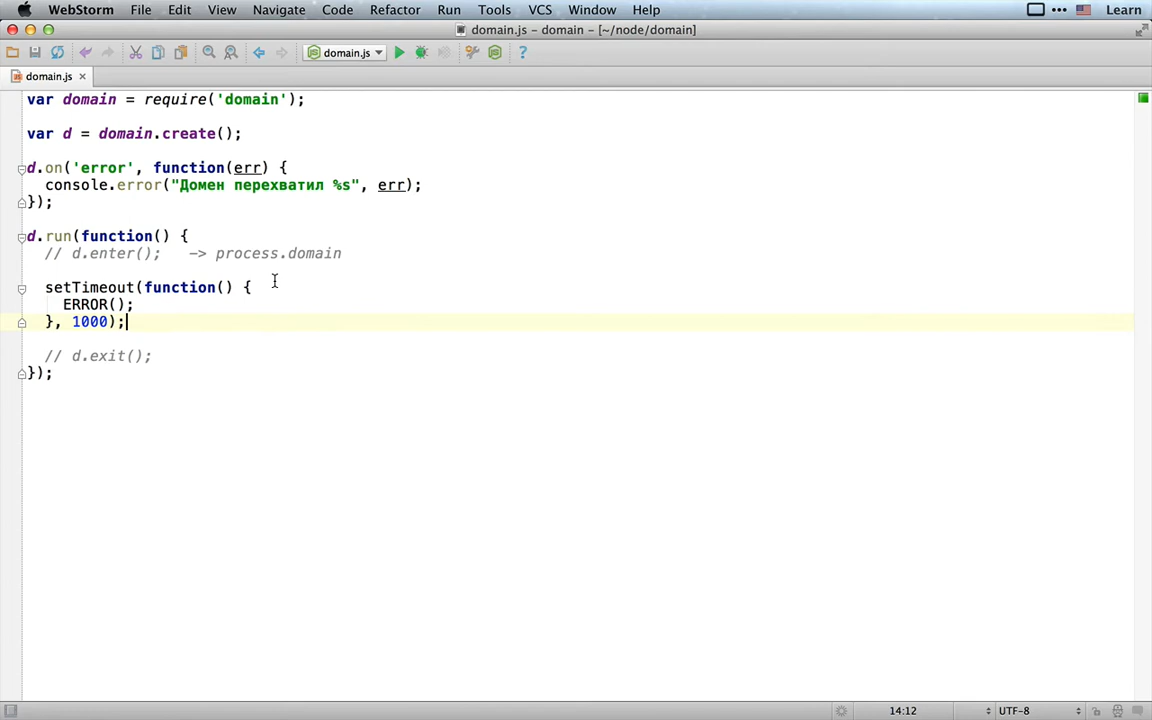 WebStorm File Edit View Navigate Code Refactor Run Tools VCS Window Help Learn
domain.js - domain - [~/node/domain]
domain.js
domain.js
var domain = require('domain');
var d = domain.create();
d.on('error', function(err) {
console.error("Домен перехватил %s", err);
});
d.run(function() {
// d.enter(); -> process.domain
setTimeout(function() {
ERROR();
}, 1000);
// d.exit();
});
14:12 UTF-8